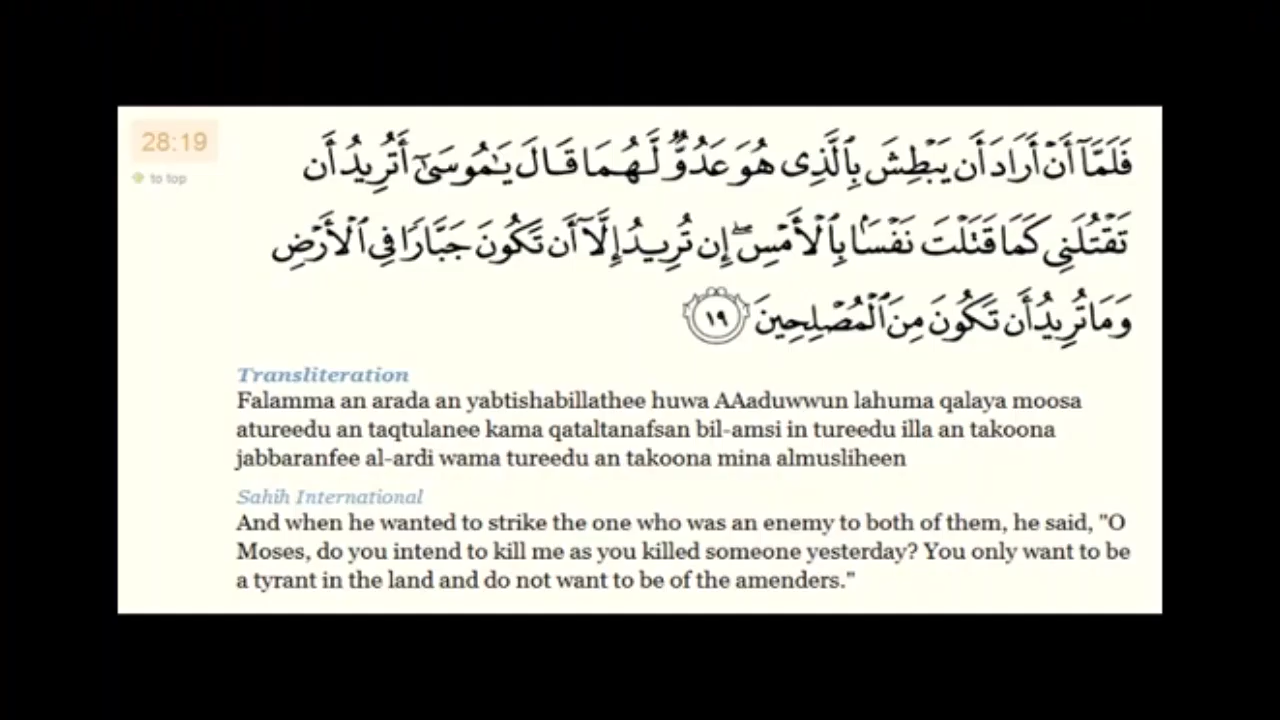 28:19
to top
فَلَمَّآ أَنْ أَرَادَ أَن يَبْطِشَ بِٱلَّذِى هُوَ عَدُوٌّ لَّهُمَا قَالَ يَـٰمُوسَىٰٓ أَتُرِيدُ أَن
تَقْتُلَنِى كَمَا قَتَلْتَ نَفْسًۢا بِٱلْأَمْسِ ۖ إِن تُرِيدُ إِلَّآ أَن تَكُونَ جَبَّارًا فِى ٱلْأَرْضِ
وَمَا تُرِيدُ أَن تَكُونَ مِنَ ٱلْمُصْلِحِينَ ١٩
Transliteration
Falamma an arada an yabtishabillathee huwa AAaduwwun lahuma qalaya moosa
atureedu an taqtulanee kama qataltanafsan bil-amsi in tureedu illa an takoona
jabbaranfee al-ardi wama tureedu an takoona mina almusliheen
Sahih International
And when he wanted to strike the one who was an enemy to both of them, he said, "O
Moses, do you intend to kill me as you killed someone yesterday? You only want to be
a tyrant in the land and do not want to be of the amenders."